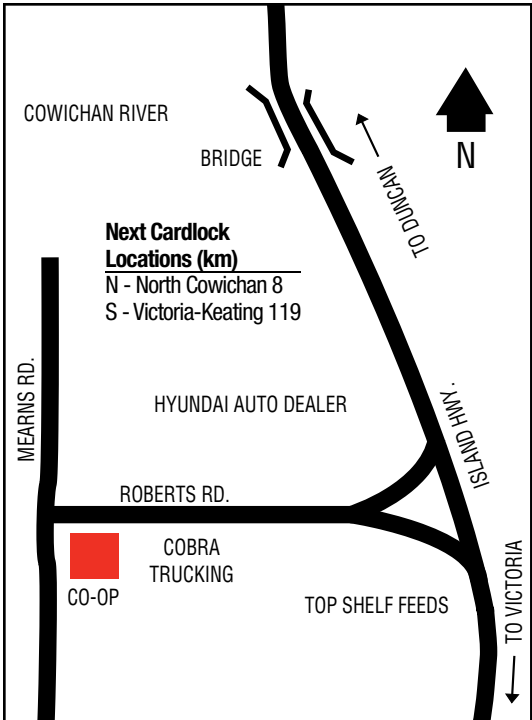 COWICHAN RIVER
BRIDGE
N
TO DUNCAN
Next Cardlock
Locations (km)
N - North Cowichan 8
S - Victoria-Keating 119
MEARNS RD.
HYUNDAI AUTO DEALER
ISLAND HWY.
ROBERTS RD.
COBRA
TRUCKING
CO-OP
TOP SHELF FEEDS
TO VICTORIA